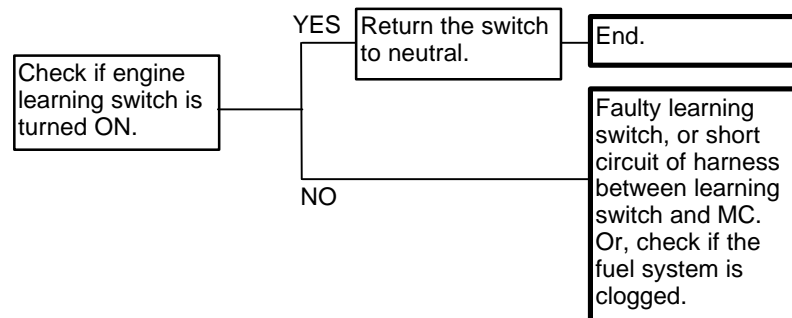 Check if engine
learning switch is
turned ON.
YES
Return the switch
to neutral.
End.
NO
Faulty learning
switch, or short
circuit of harness
between learning
switch and MC.
Or, check if the
fuel system is
clogged.